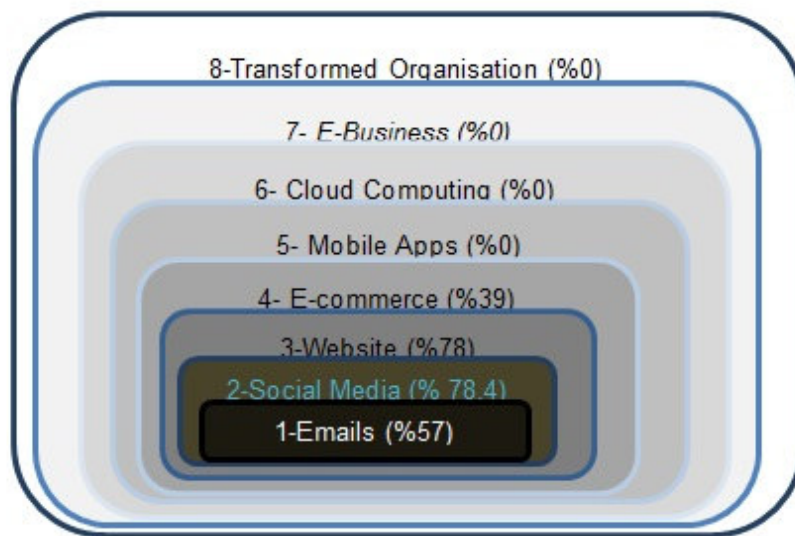 8-Transformed Organisation (%0)
7- E-Business (%0)
6- Cloud Computing (%0)
5- Mobile Apps (%0)
4- E-commerce (%39)
3-Website (%78)
2-Social Media (% 78.4)
1-Emails (%57)